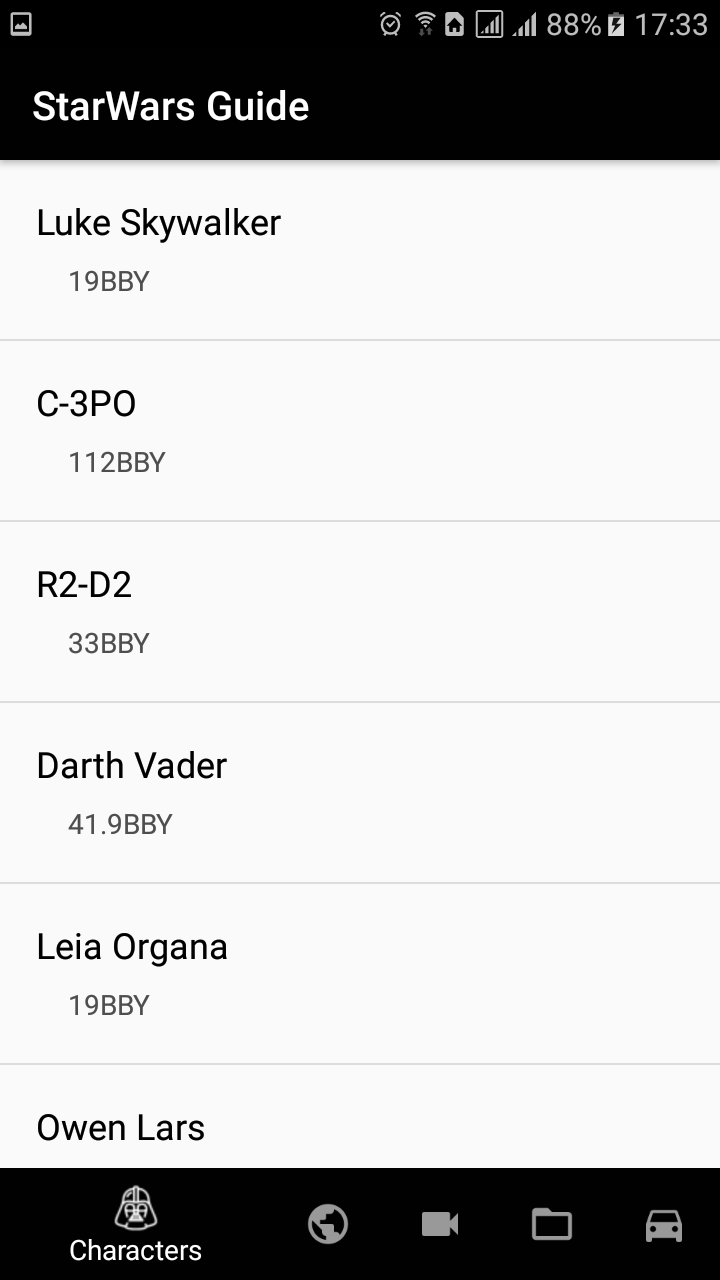 88% 17:33
StarWars Guide
Luke Skywalker
19BBY
C-3PO
112BBY
R2-D2
33BBY
Darth Vader
41.9BBY
Leia Organa
19BBY
Owen Lars
Characters